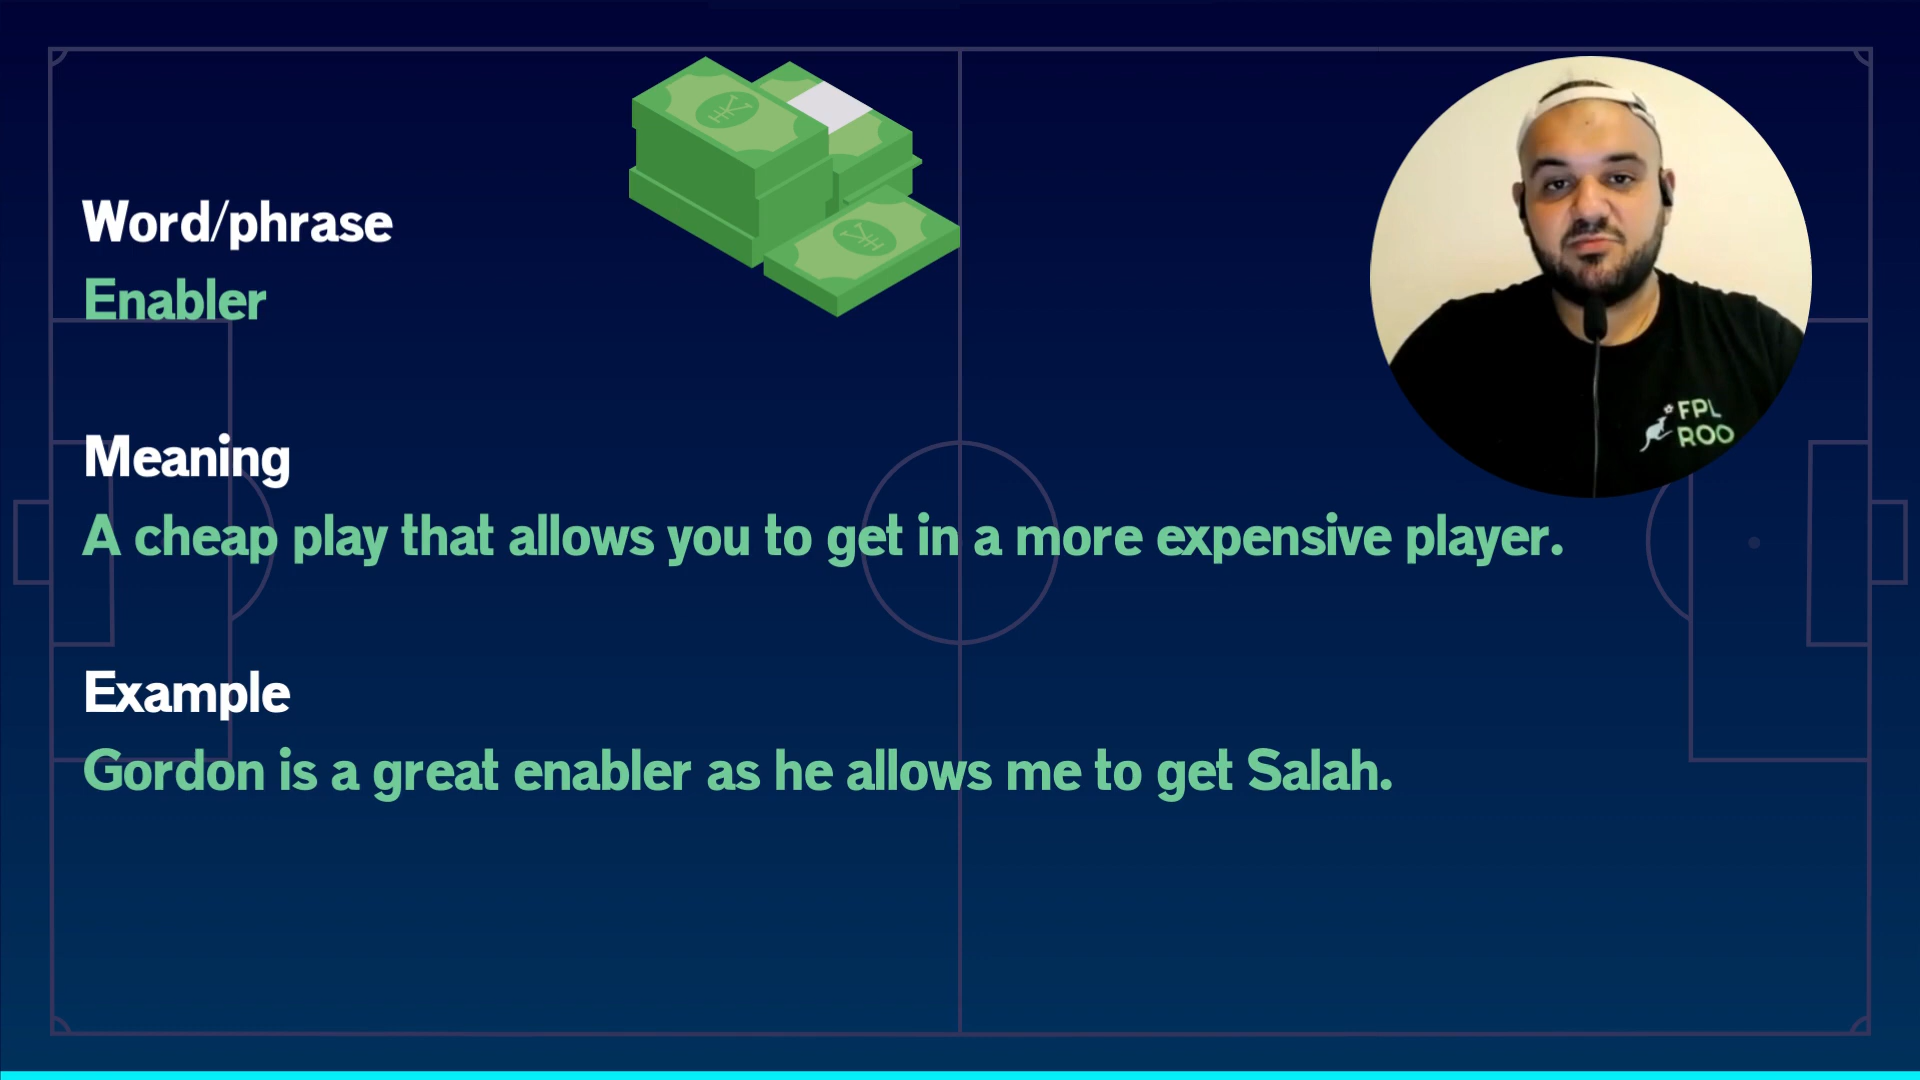 Word/phrase
Enabler
Meaning
A cheap play that allows you to get in a more expensive player.
Example
Gordon is a great enabler as he allows me to get Salah.
FPL
ROO